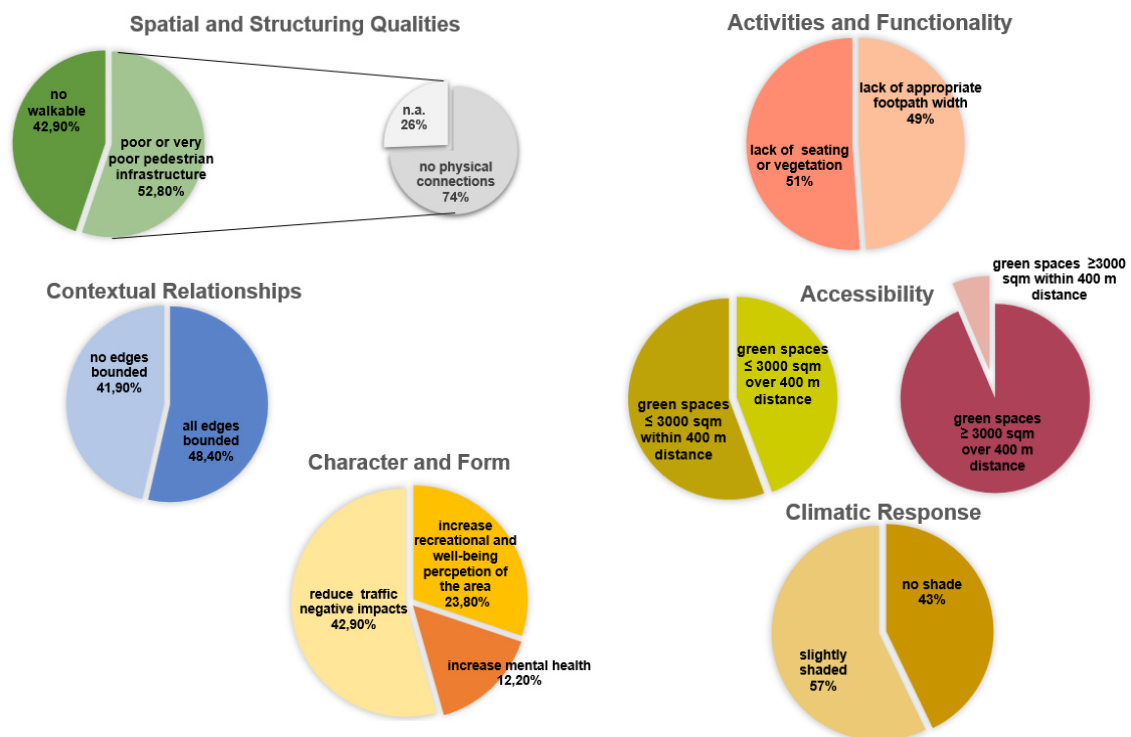 Spatial and Structuring Qualities
no
walkable
42,90%
poor or very
poor pedestrian
infrastructure
52,80%
n.a.
26%
no physical
connections
74%
Activities and Functionality
lack of appropriate
footpath width
49%
lack of seating
or vegetation
51%
Contextual Relationships
no edges
bounded
41,90%
all edges
bounded
48,40%
Accessibility
green spaces
≤ 3000 sqm
over 400 m
distance
green spaces
≤ 3000 sqm
within 400 m
distance
green spaces ≥3000
sqm within 400 m
distance
green spaces
≥ 3000 sqm
over 400 m
distance
Character and Form
increase
recreational and
well-being
percpetion of
the area
23,80%
reduce traffic
negative impacts
42,90%
increase mental health
12,20%
Climatic Response
no shade
43%
slightly
shaded
57%